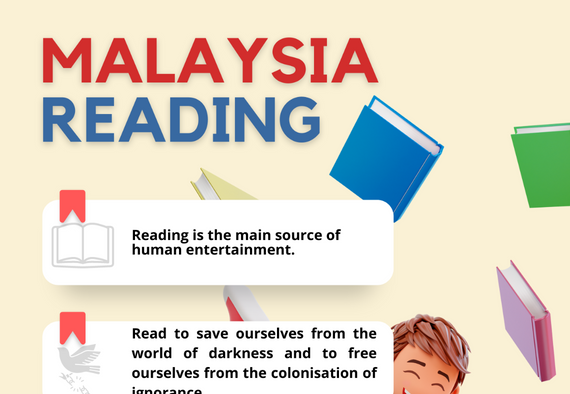 MALAYSIA
READING
Reading is the main source of
human entertainment.
Read to save ourselves from the
world of darkness and to free
ourselves from the colonisation of
ignorance